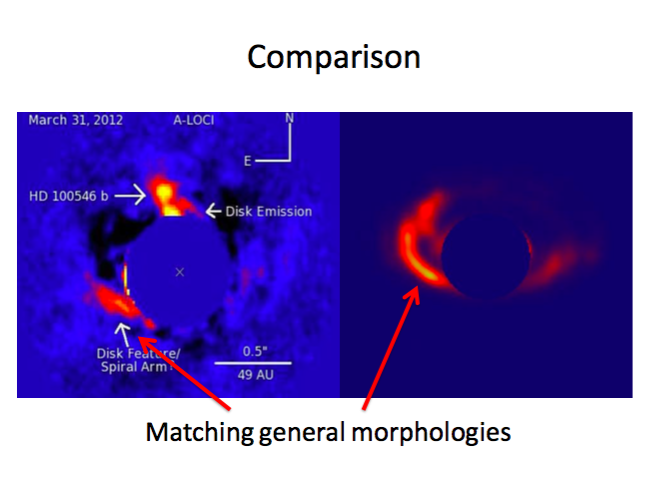 Comparison
March 31, 2012 A-LOCI N
E
HD 100546 b
Disk Emission
Disk Feature/
Spiral Arm?
0.5"
49 AU
Matching general morphologies